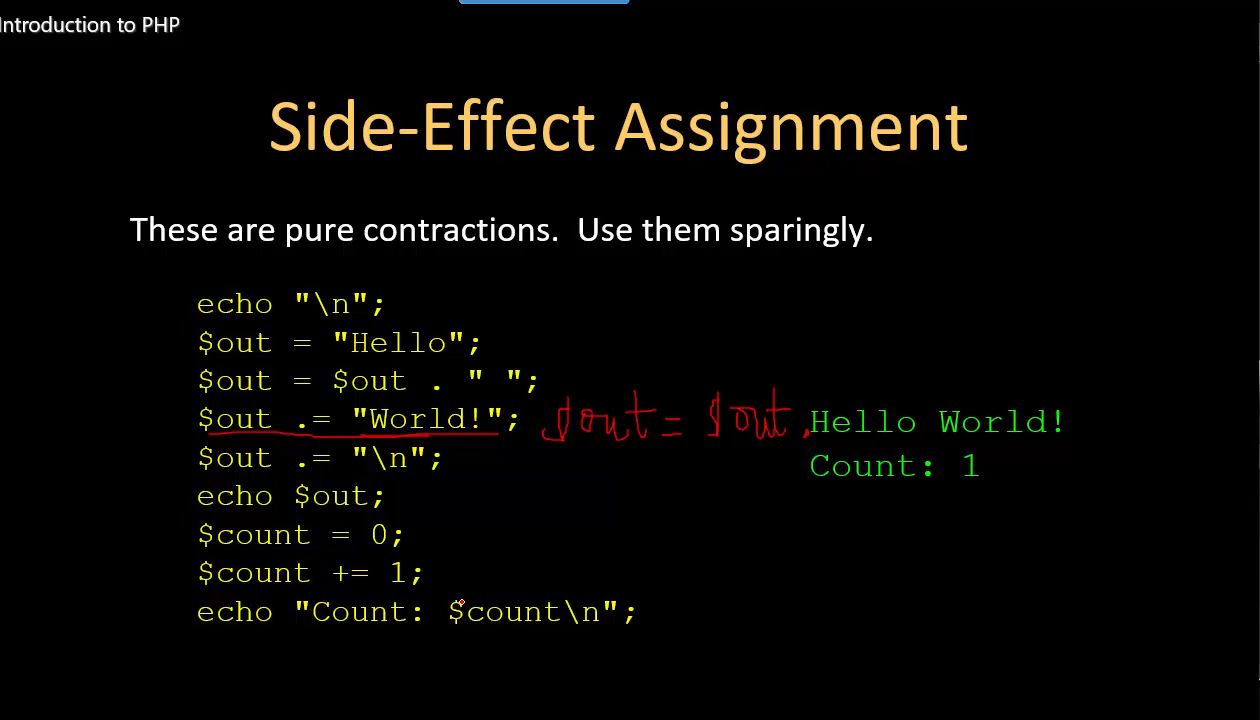 Introduction to PHP
Side-Effect Assignment
These are pure contractions.  Use them sparingly.
echo "\n";
$out = "Hello";
$out = $out . " ";
$out .= "World!";
$out = $out .
$out .= "\n";
echo $out;
$count = 0;
$count += 1;
echo "Count: $count\n";
Hello World!
Count: 1